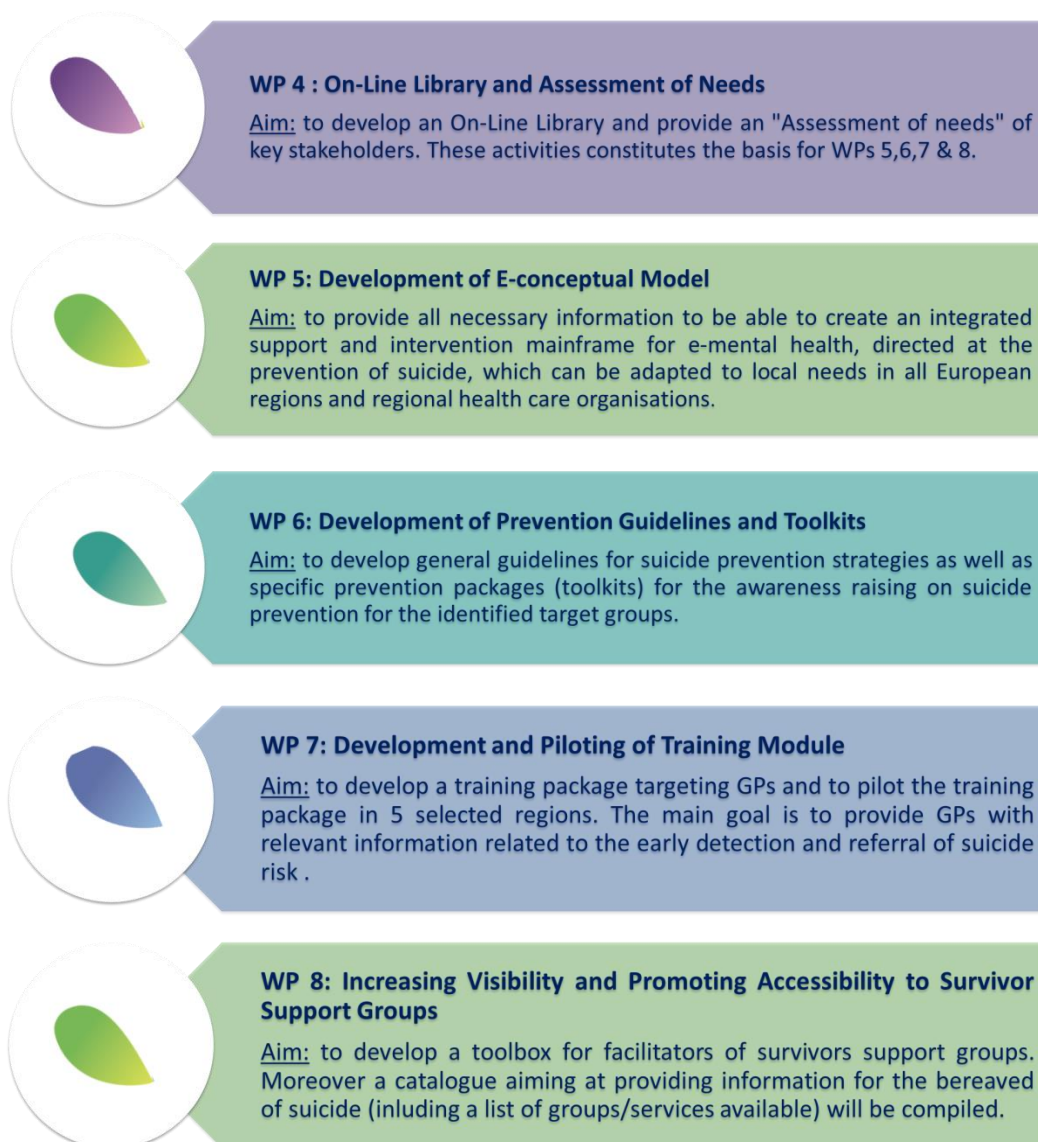 WP 4 : On-Line Library and Assessment of Needs
Aim: to develop an On-Line Library and provide an "Assessment of needs" of
key stakeholders. These activities constitutes the basis for WPs 5,6,7 & 8.
WP 5: Development of E-conceptual Model
Aim: to provide all necessary information to be able to create an integrated
support and intervention mainframe for e-mental health, directed at the
prevention of suicide, which can be adapted to local needs in all European
regions and regional health care organisations.
WP 6: Development of Prevention Guidelines and Toolkits
Aim: to develop general guidelines for suicide prevention strategies as well as
specific prevention packages (toolkits) for the awareness raising on suicide
prevention for the identified target groups.
WP 7: Development and Piloting of Training Module
Aim: to develop a training package targeting GPs and to pilot the training
package in 5 selected regions. The main goal is to provide GPs with
relevant information related to the early detection and referral of suicide
risk .
WP 8: Increasing Visibility and Promoting Accessibility to Survivor
Support Groups
Aim: to develop a toolbox for facilitators of survivors support groups.
Moreover a catalogue aiming at providing information for the bereaved
of suicide (inluding a list of groups/services available) will be compiled.